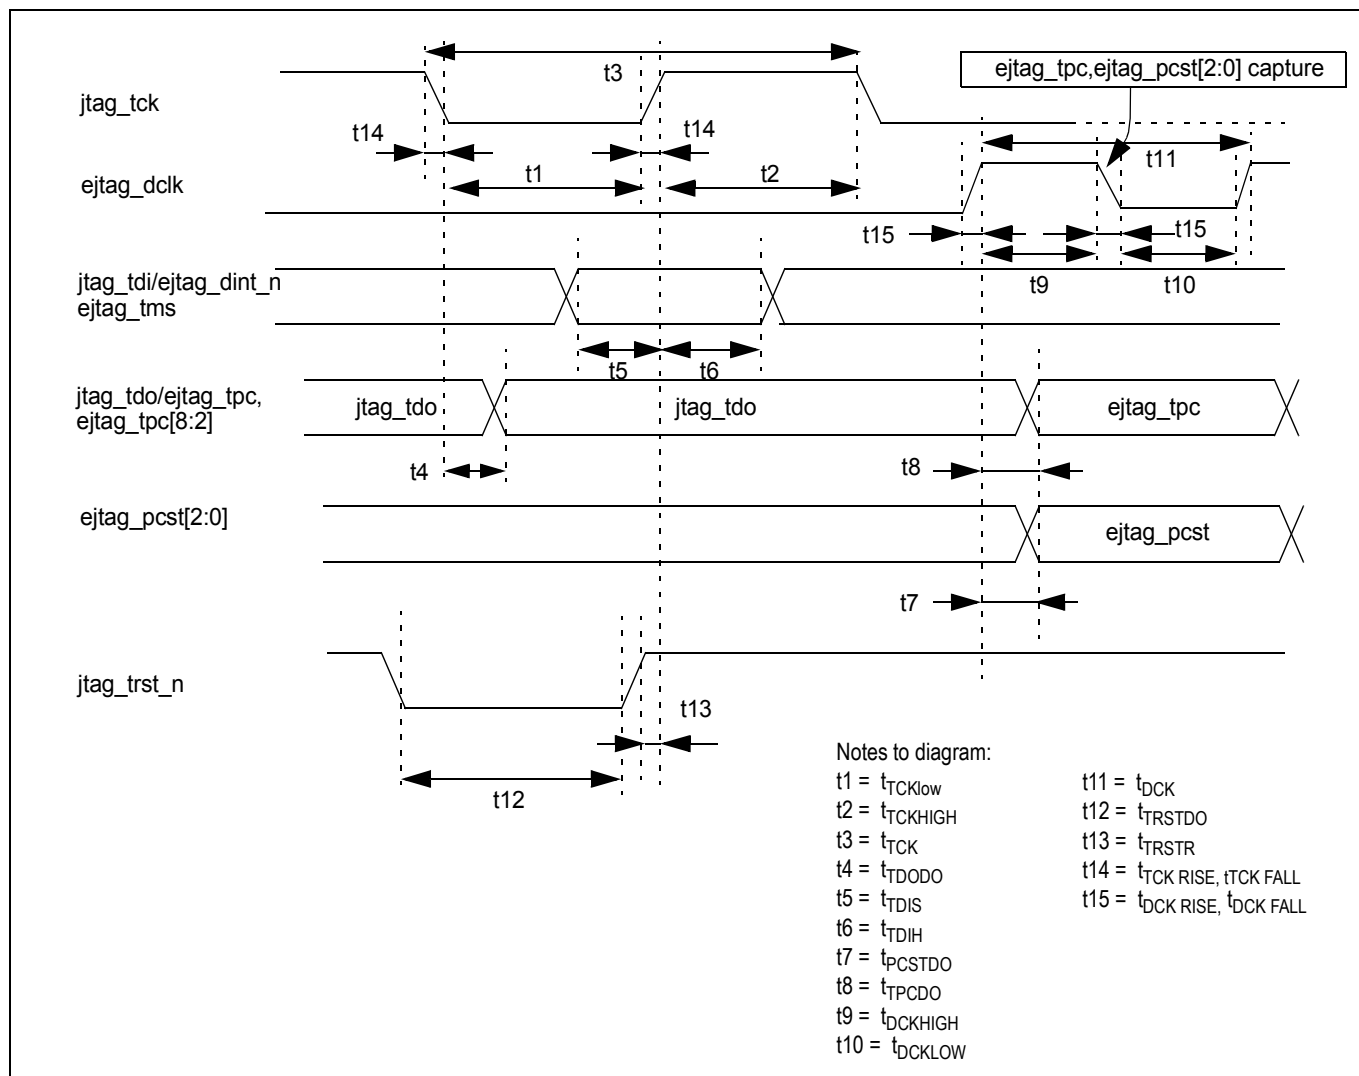 t3
ejtag_tpc,ejtag_pcst[2:0] capture
jtag_tck
t14
t14
t11
t1
t2
ejtag_dclk
t15
t15
jtag_tdi/ejtag_dint_n
ejtag_tms
t9
t10
t5
t6
jtag_tdo/ejtag_tpc,
ejtag_tpc[8:2]
jtag_tdo
jtag_tdo
ejtag_tpc
t4
t8
ejtag_pcst[2:0]
ejtag_pcst
t7
jtag_trst_n
t13
t12
Notes to diagram:
t1 = tTCKlow
t2 = tTCKHIGH
t3 = tTCK
t4 = tTDODO
t5 = tTDIS
t6 = tTDIH
t7 = tPCSTDO
t8 = tTPCDO
t9 = tDCKHIGH
t10 = tDCKLOW
t11 = tDCK
t12 = tTRSTDO
t13 = tTRSTR
t14 = tTCK RISE, tTCK FALL
t15 = tDCK RISE, tDCK FALL